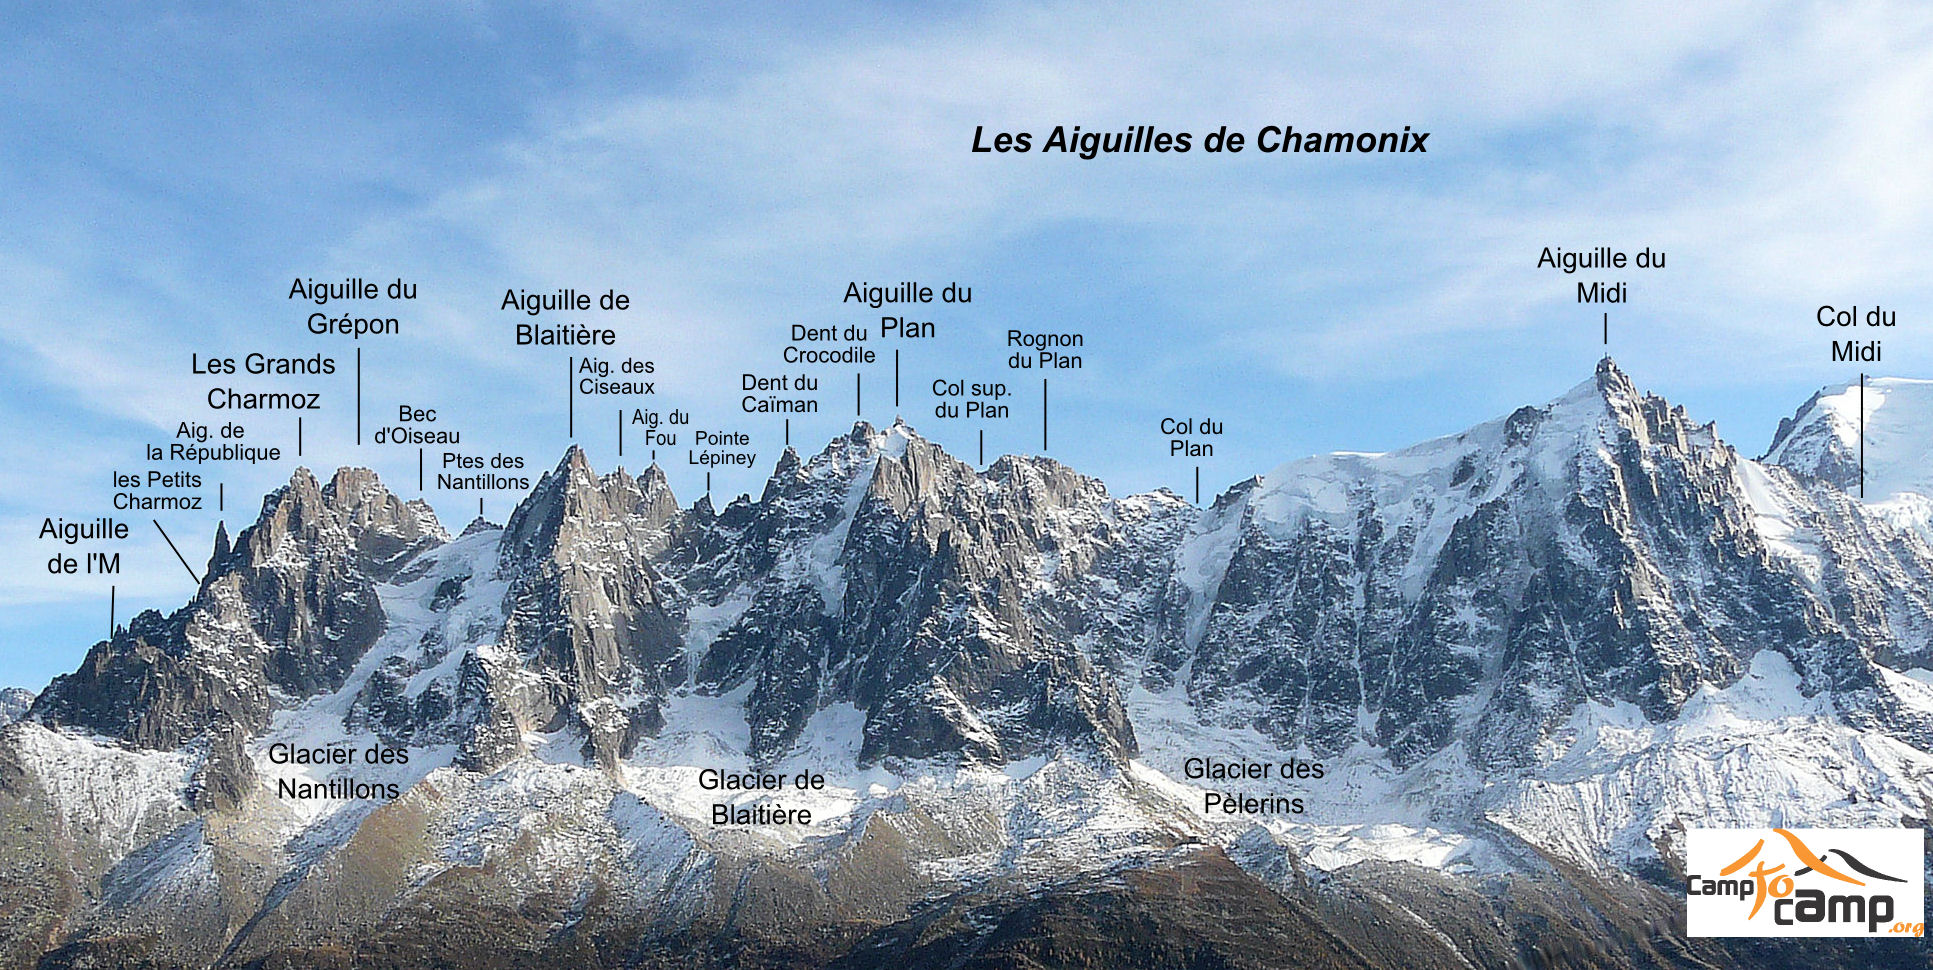 Les Aiguilles de Chamonix
Aiguille du
Midi
Col du
Midi
Aiguille du
Grépon
Aiguille de
Blaitière
Aiguille du
Plan
Dent du
Crocodile
Rognon
du Plan
Les Grands
Charmoz
Aig. des
Ciseaux
Dent du
Caïman
Col sup.
du Plan
Bec
d'Oiseau
Aig. du
Fou
Aig. de
la République
Pointe
Lépiney
Col du
Plan
Ptes des
Nantillons
les Petits
Charmoz
Aiguille
de l'M
Glacier des
Nantillons
Glacier de
Blaitière
Glacier des
Pèlerins
Camp to
camp
.org